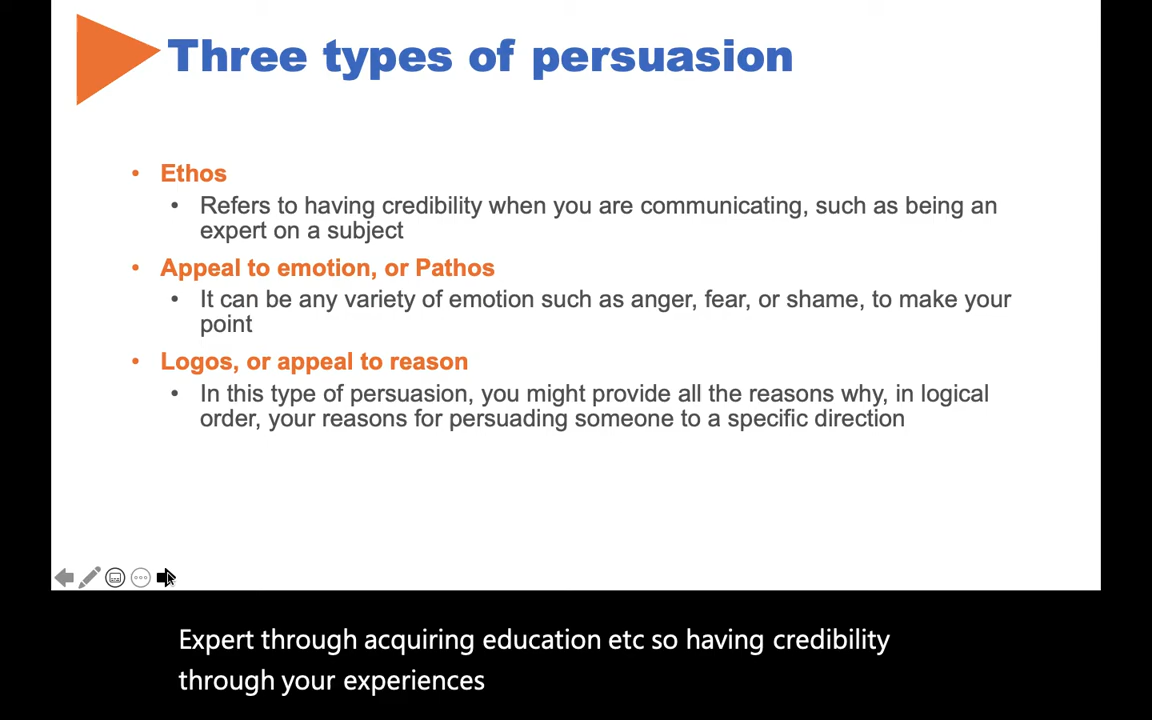 Three types of persuasion
• Ethos
• Refers to having credibility when you are communicating, such as being an
expert on a subject
• Appeal to emotion, or Pathos
• It can be any variety of emotion such as anger, fear, or shame, to make your
point
• Logos, or appeal to reason
• In this type of persuasion, you might provide all the reasons why, in logical
order, your reasons for persuading someone to a specific direction
Expert through acquiring education etc so having credibility
through your experiences